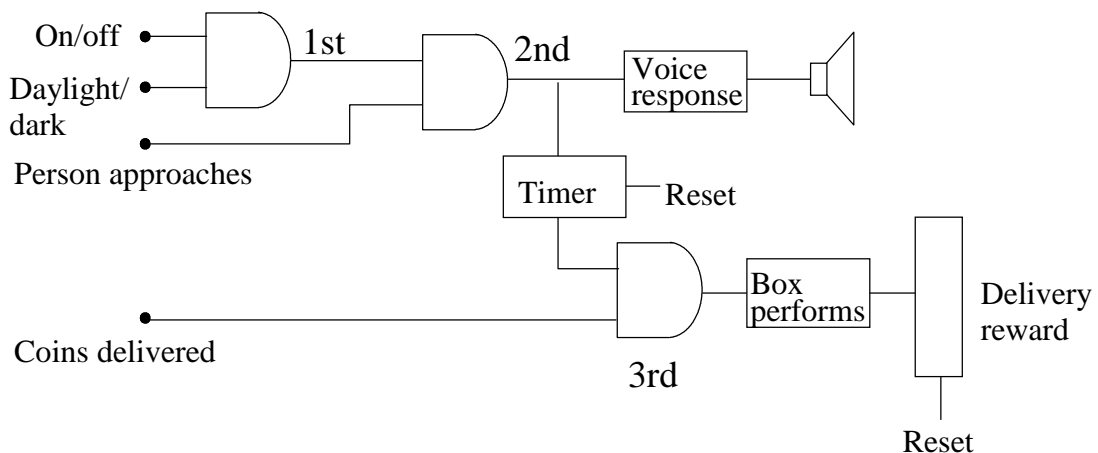 On/off
1st
2nd
Daylight/
dark
Voice
response
Person approaches
Timer
Reset
Box
performs
Delivery
reward
Coins delivered
3rd
Reset